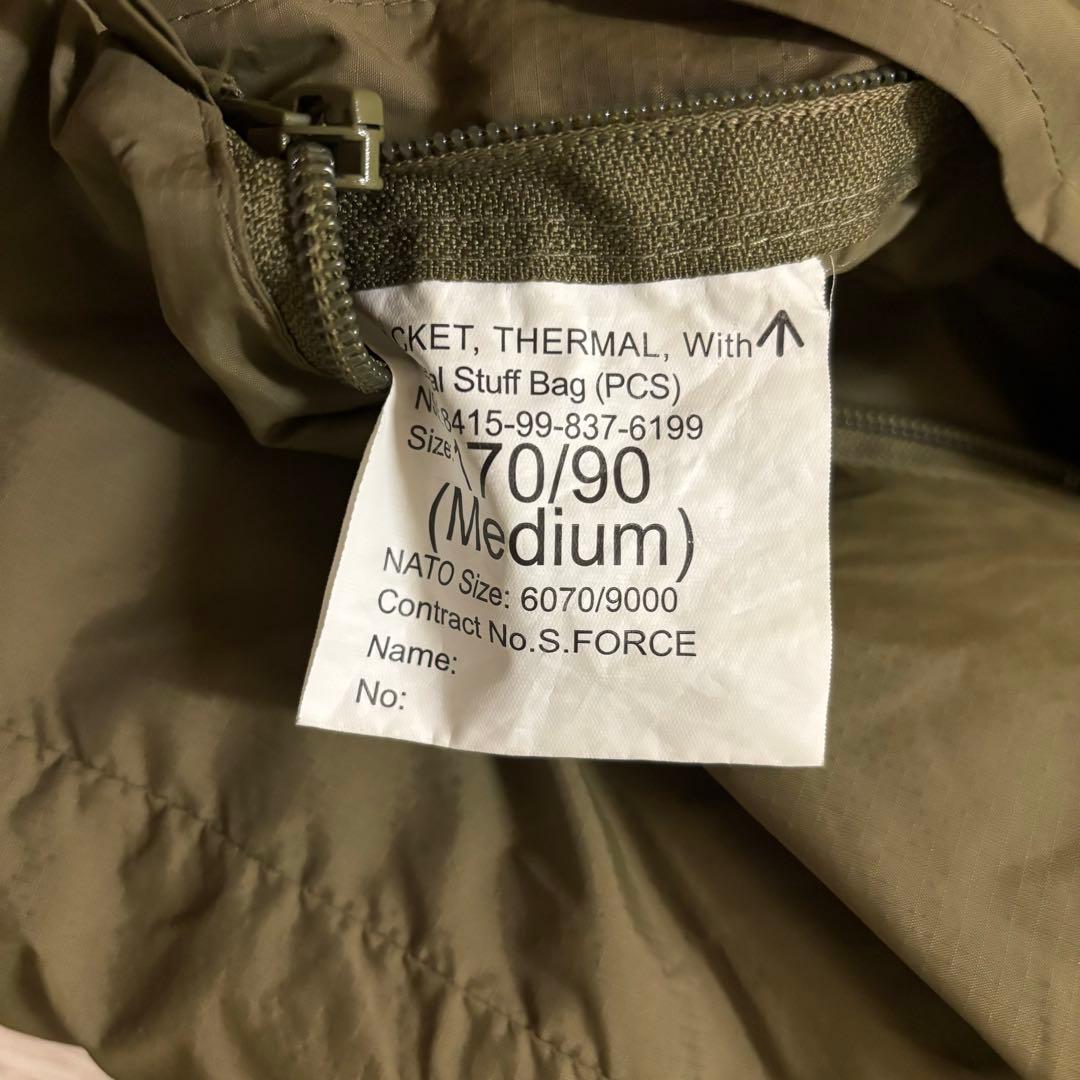 CKET, THERMAL, With
al Stuff Bag (PCS)
8415-99-837-6199
Size: 170/90
(Medium)
NATO Size: 6070/9000
Contract No.S.FORCE
Name:
No: